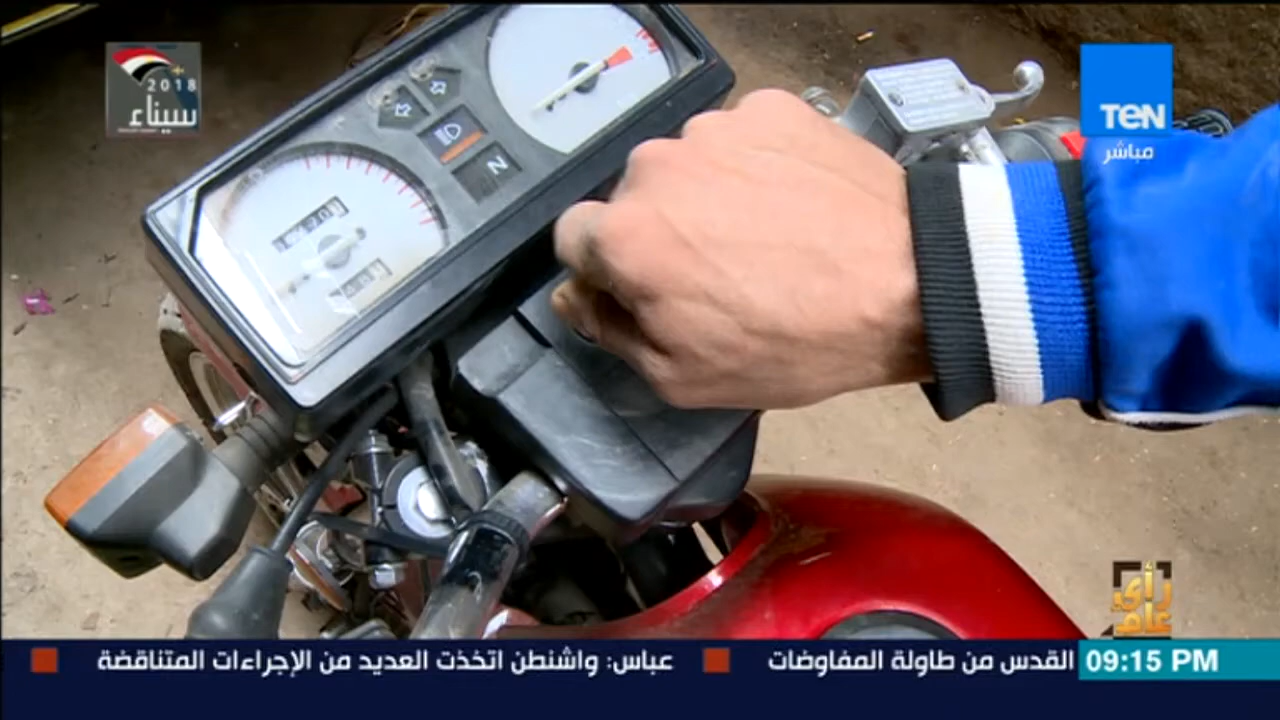 2018
سيناء
TEN
مباشر
N
رأى
عام
القدس من طاولة المفاوضات
عباس: واشنطن اتخذت العديد من الإجراءات المتناقضة
09:15 PM